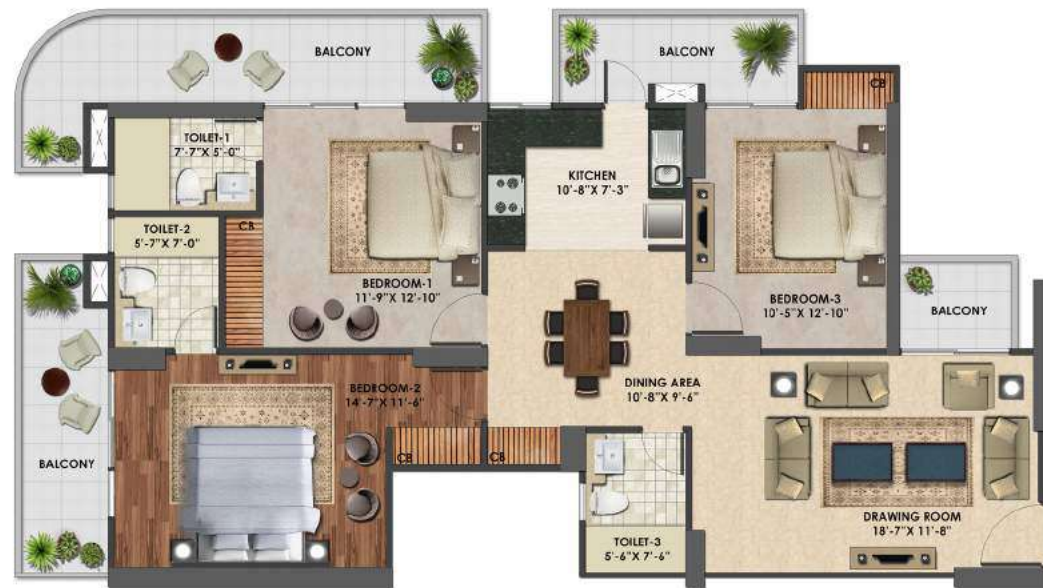 BALCONY
BALCONY
CB
TOILET-1
7'-7"X 5'-0"
KITCHEN
10'-8"X 7'-3"
TOILET-2
5'-7"X 7'-0"
CB
BEDROOM-1
11'-9"X 12'-10"
BEDROOM-3
10'-5"X 12'-10"
BALCONY
BEDROOM-2
14'-7"X 11'-6"
DINING AREA
10'-8"X 9'-6"
BALCONY
CB
CB
DRAWING ROOM
18'-7"X 11'-8"
TOILET-3
5'-6"X 7'-6"